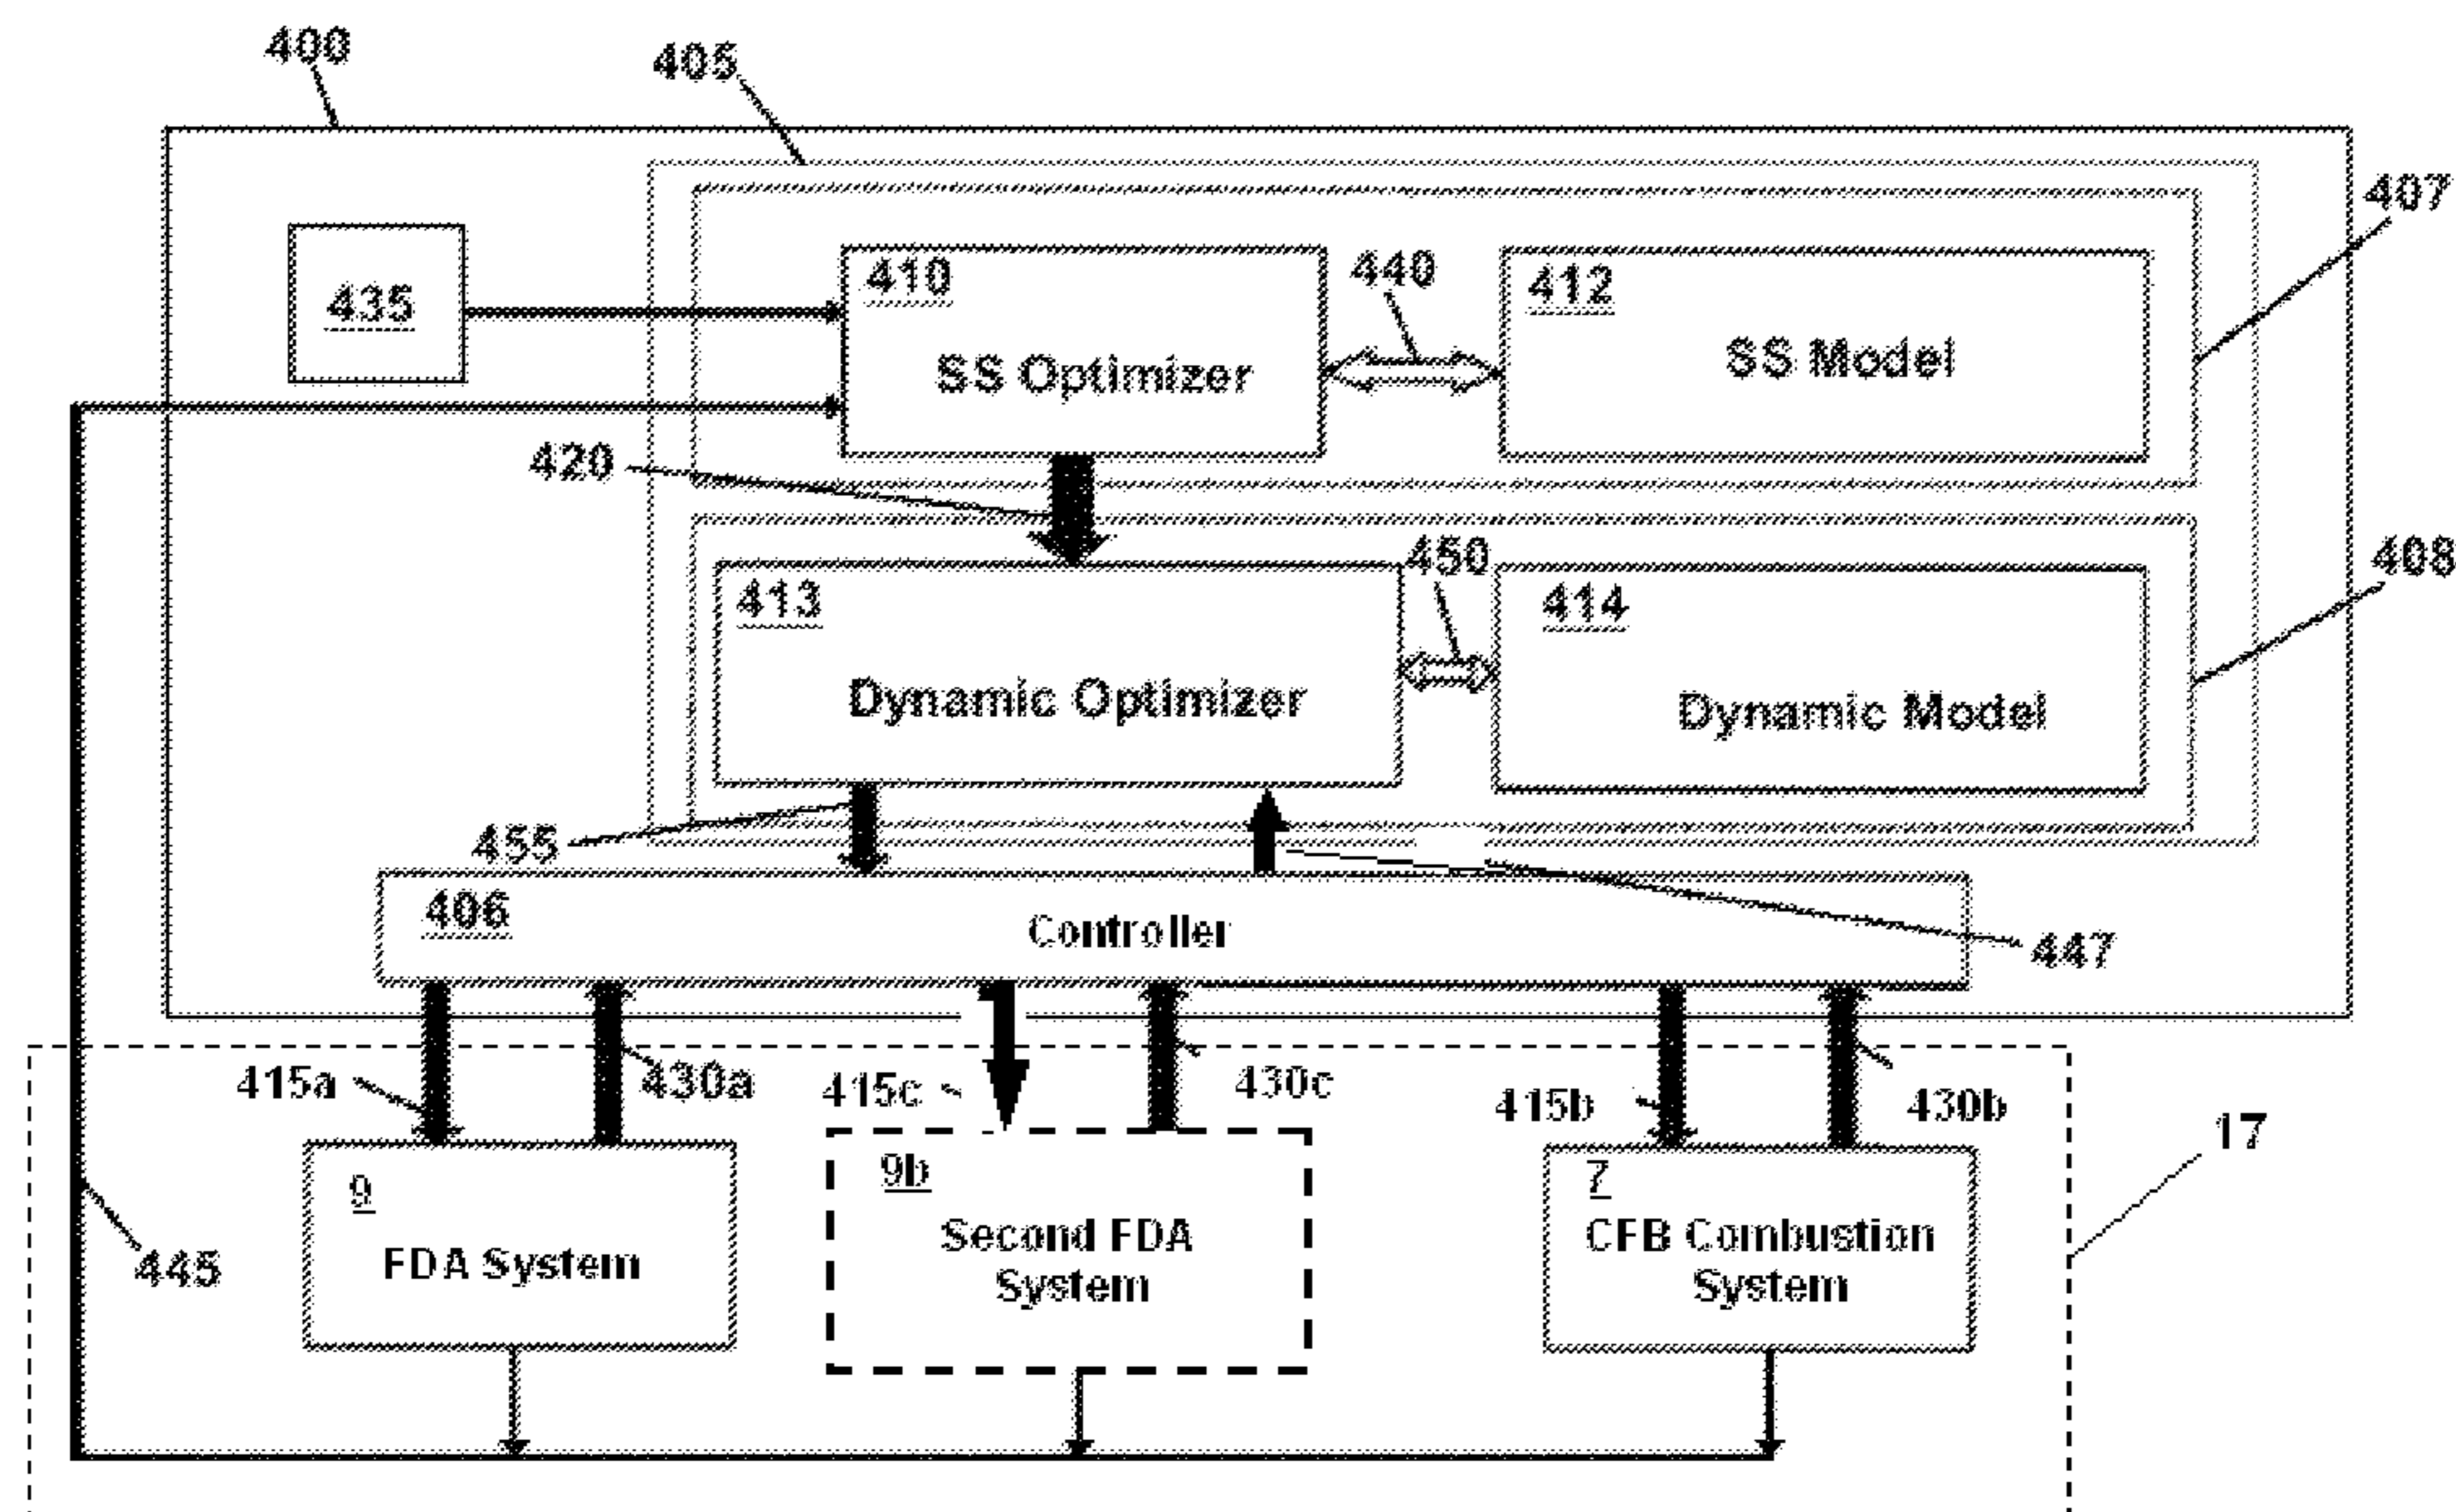 400
405
407
435
410
440
412
SS Optimizer
SS Model
420
450
408
413
414
Dynamic Optimizer
Dynamic Model
455
406
Controller
447
415a
430a
415c
430c
415b
430b
17
9
FDA System
9b
Second FDA
System
7
CFB Combustion
System
445